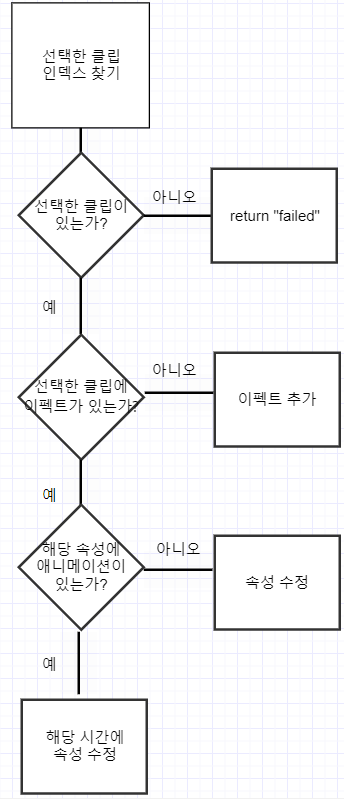 선택한 클립
인덱스 찾기
선택한 클립이
있는가?
아니오
return "failed"
예
선택한 클립에
이펙트가 있는가?
아니오
이펙트 추가
예
해당 속성에
애니메이션이
있는가?
아니오
속성 수정
예
해당 시간에
속성 수정